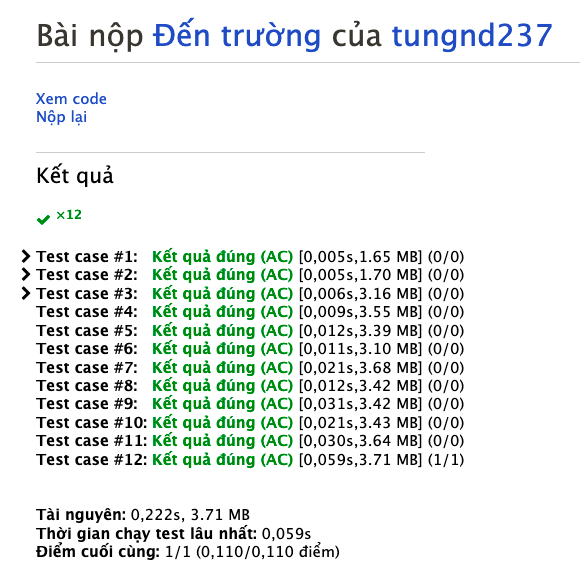 Bài nộp Đến trường của tungnd237
Xem code
Nộp lại
Kết quả
×12
Test case #1: Kết quả đúng (AC) [0,005s,1.65 MB] (0/0)
Test case #2: Kết quả đúng (AC) [0,005s,1.70 MB] (0/0)
Test case #3: Kết quả đúng (AC) [0,006s,3.16 MB] (0/0)
Test case #4: Kết quả đúng (AC) [0,009s,3.55 MB] (0/0)
Test case #5: Kết quả đúng (AC) [0,012s,3.39 MB] (0/0)
Test case #6: Kết quả đúng (AC) [0,011s,3.10 MB] (0/0)
Test case #7: Kết quả đúng (AC) [0,021s,3.68 MB] (0/0)
Test case #8: Kết quả đúng (AC) [0,012s,3.42 MB] (0/0)
Test case #9: Kết quả đúng (AC) [0,031s,3.42 MB] (0/0)
Test case #10: Kết quả đúng (AC) [0,021s,3.43 MB] (0/0)
Test case #11: Kết quả đúng (AC) [0,030s,3.64 MB] (0/0)
Test case #12: Kết quả đúng (AC) [0,059s,3.71 MB] (1/1)
Tài nguyên: 0,222s, 3.71 MB
Thời gian chạy test lâu nhất: 0,059s
Điểm cuối cùng: 1/1 (0,110/0,110 điểm)